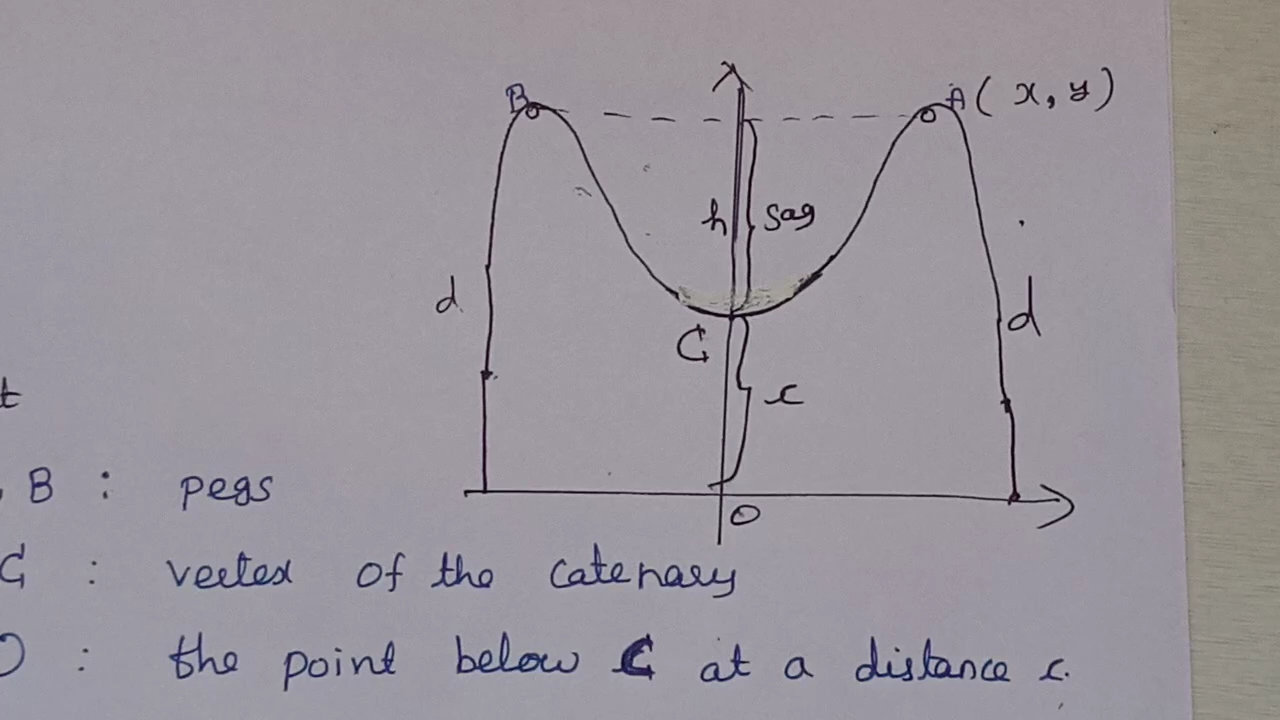 B A ( x, y )
h sag
d d
C
c
t
O
, B : pegs
C : vertex of the catenary
O : the point below C at a distance c.